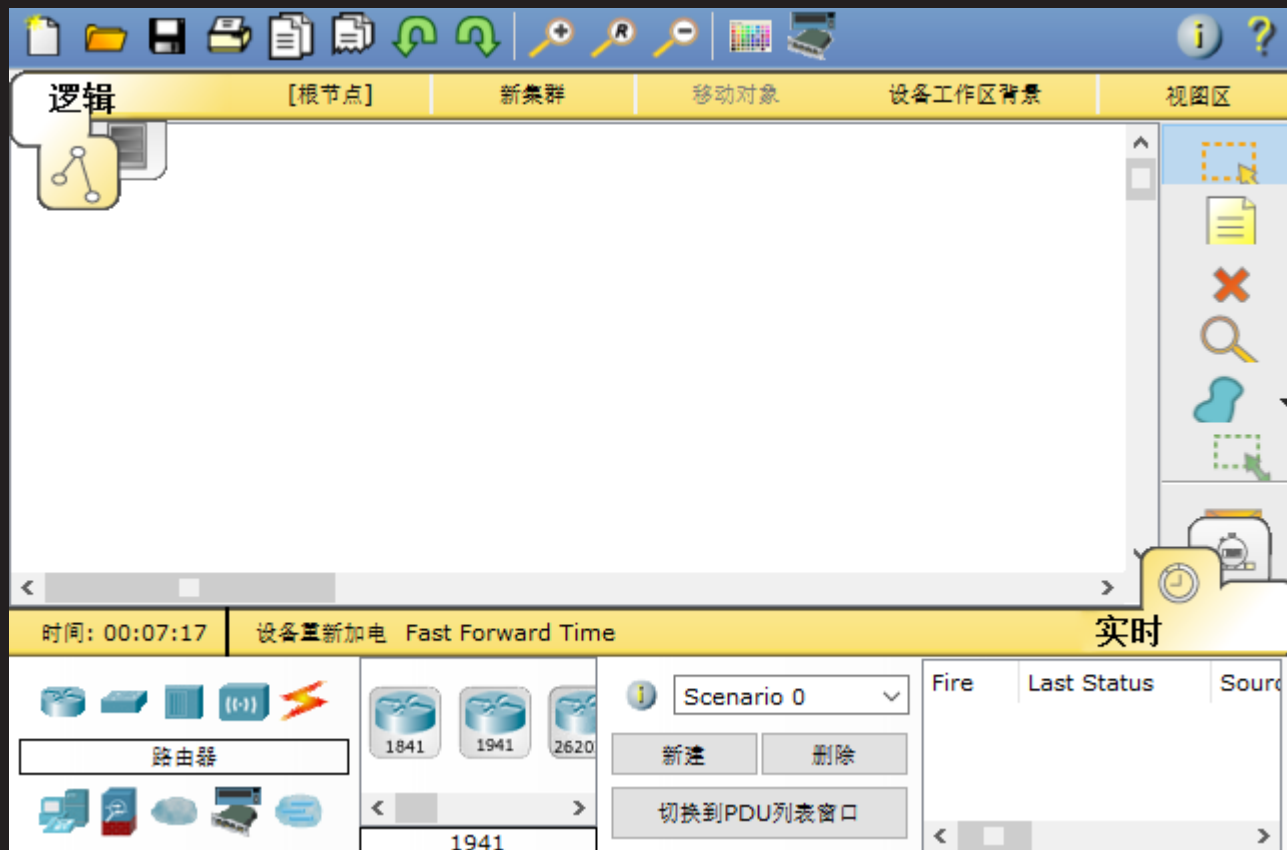 逻辑 [根节点] 新集群 移动对象 设备工作区背景 视图区
时间: 00:07:17 设备重新加电 Fast Forward Time
实时
路由器
1841 1941 2620
1941
Scenario 0
新建 删除
切换到PDU列表窗口
Fire Last Status